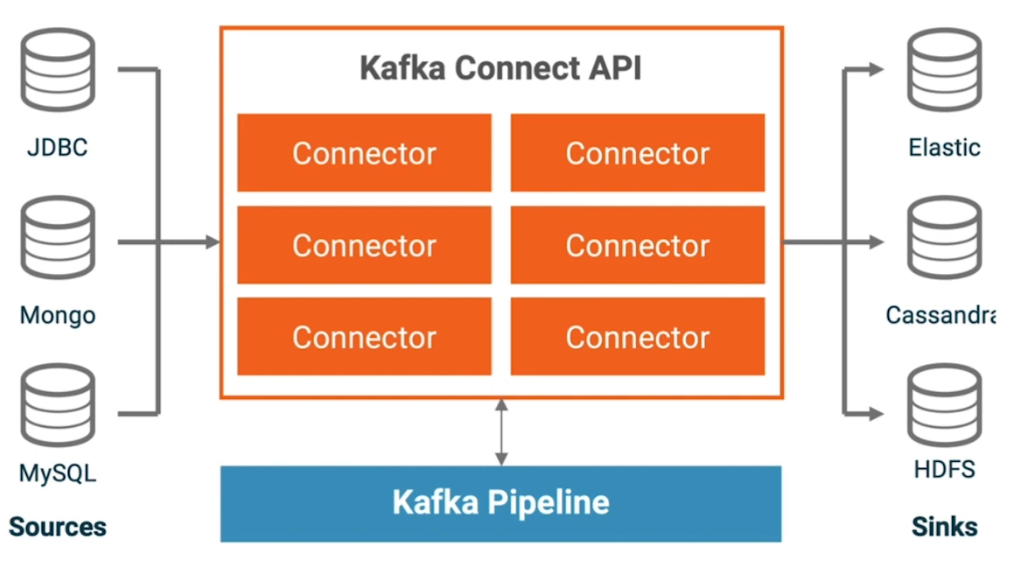 Kafka Connect API
JDBC
Mongo
MySQL
Sources
Connector Connector
Connector Connector
Connector Connector
Kafka Pipeline
Elastic
Cassandra
HDFS
Sinks